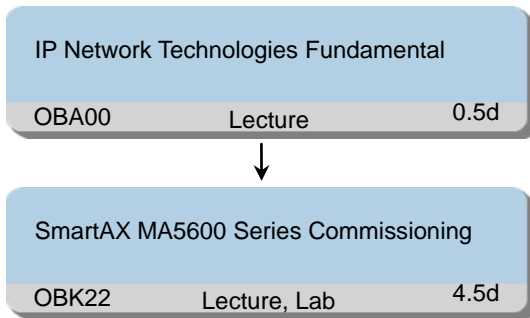 IP Network Technologies Fundamental
OBA00 Lecture 0.5d
SmartAX MA5600 Series Commissioning
OBK22 Lecture, Lab 4.5d